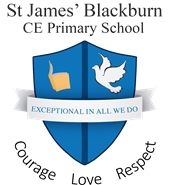 St James' Blackburn
CE Primary School
EXCEPTIONAL IN ALL WE DO
Courage Love Respect